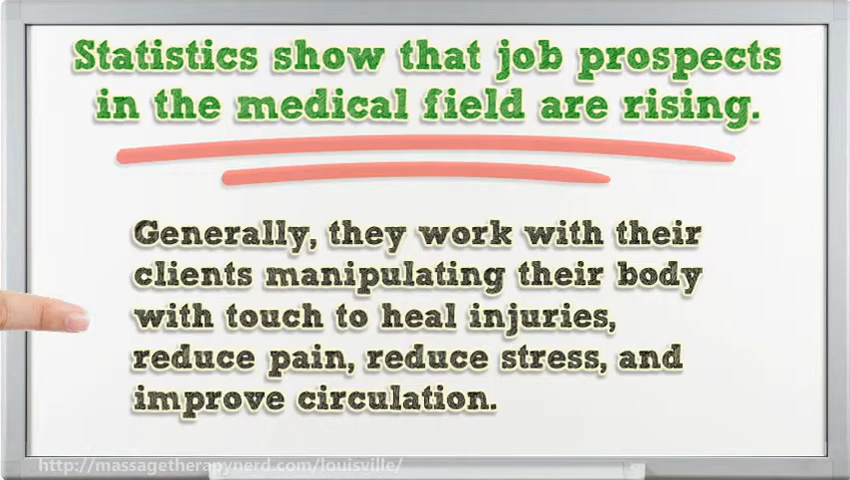 Statistics show that job prospects
in the medical field are rising.
Generally, they work with their
clients manipulating their body
with touch to heal injuries,
reduce pain, reduce stress, and
improve circulation.
http://massagetherapynerd.com/louisville/